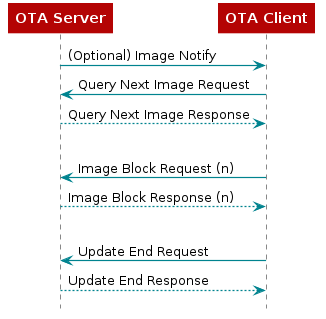 OTA Server
OTA Client
(Optional) Image Notify
Query Next Image Request
Query Next Image Response
Image Block Request (n)
Image Block Response (n)
Update End Request
Update End Response